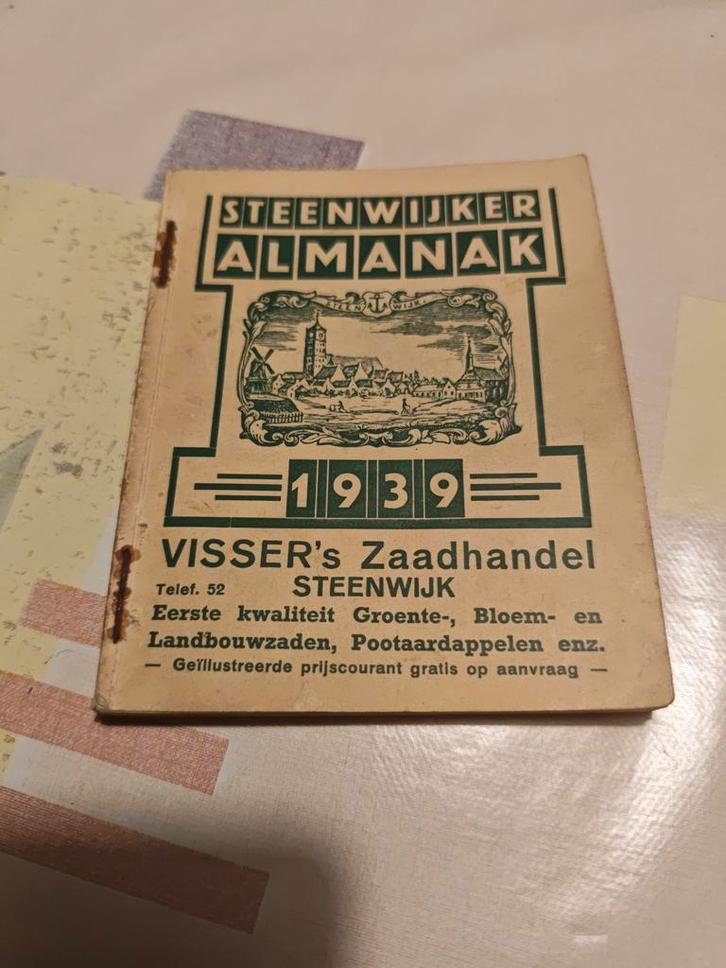 STEENWIJKER
ALMANAK
STEENWIJK.
1939
VISSER's Zaadhandel
Telef. 52 STEENWIJK
Eerste kwaliteit Groente-, Bloem- en
Landbouwzaden, Pootaardappelen enz.
— Geïllustreerde prijscourant gratis op aanvraag —